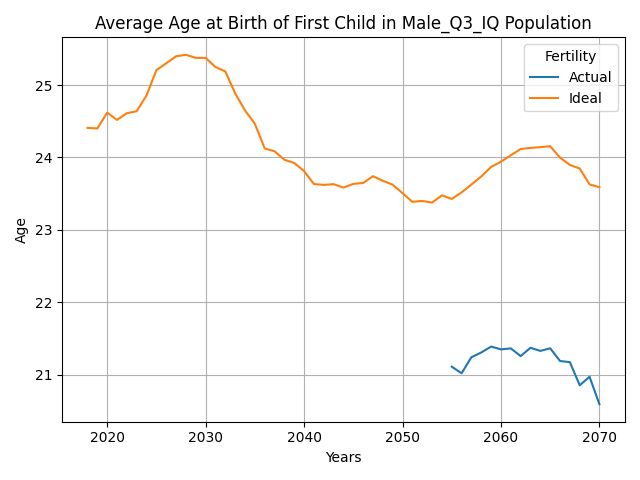 Average Age at Birth of First Child in Male_Q3_IQ Population
Fertility
Actual
Ideal
Age
25
24
23
22
21
2020 2030 2040 2050 2060 2070
Years